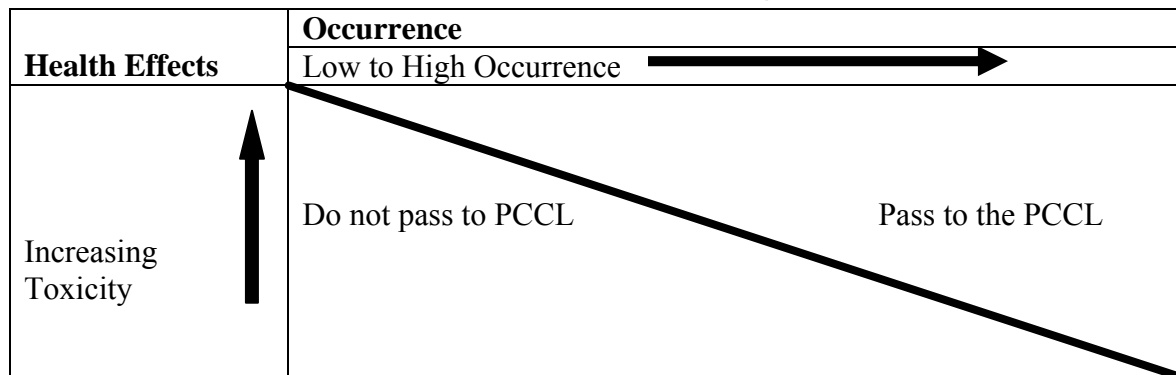 Occurrence
Health Effects
Low to High Occurrence
Do not pass to PCCL
Pass to the PCCL
Increasing
Toxicity